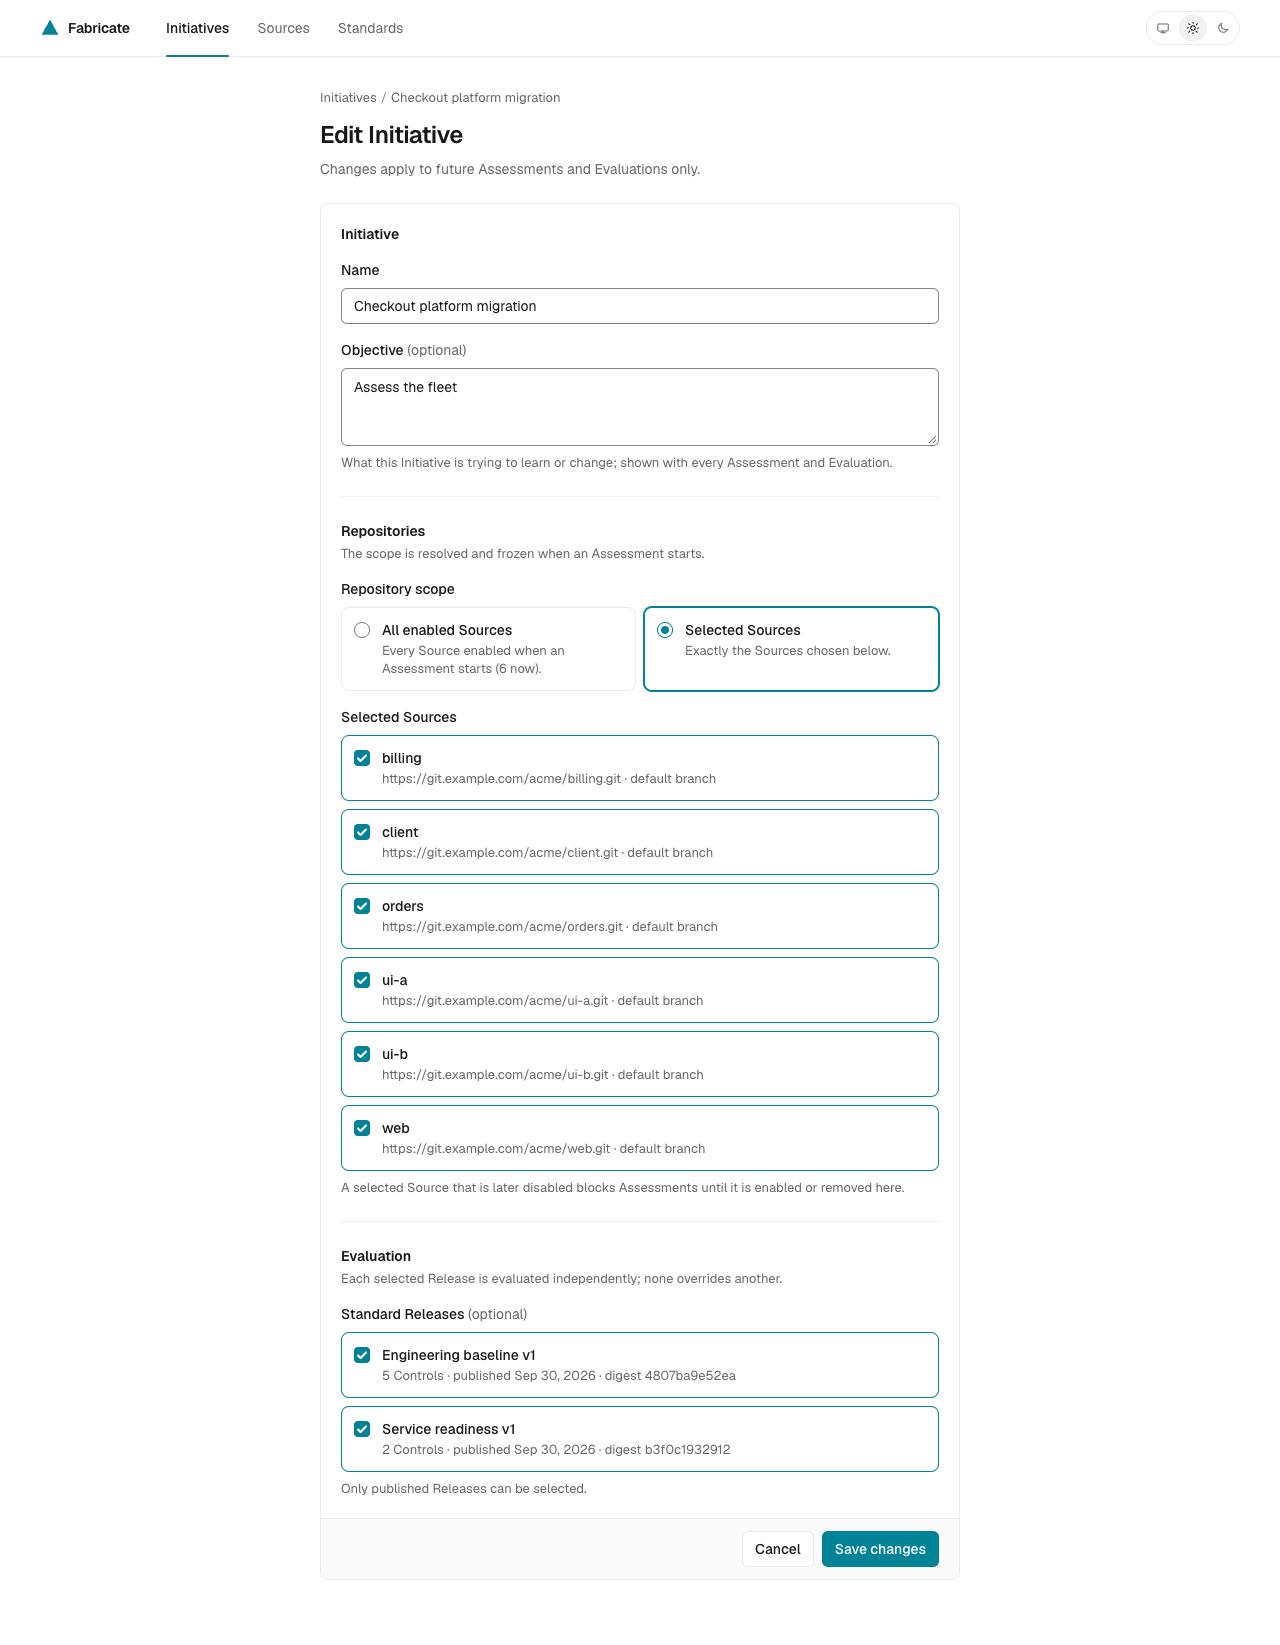 Fabricate
Initiatives
Sources
Standards
Initiatives / Checkout platform migration
Edit Initiative
Changes apply to future Assessments and Evaluations only.
Initiative
Name
Checkout platform migration
Objective (optional)
Assess the fleet
What this Initiative is trying to learn or change; shown with every Assessment and Evaluation.
Repositories
The scope is resolved and frozen when an Assessment starts.
Repository scope
All enabled Sources
Every Source enabled when an
Assessment starts (6 now).
Selected Sources
Exactly the Sources chosen below.
Selected Sources
billing
https://git.example.com/acme/billing.git · default branch
client
https://git.example.com/acme/client.git · default branch
orders
https://git.example.com/acme/orders.git · default branch
ui-a
https://git.example.com/acme/ui-a.git · default branch
ui-b
https://git.example.com/acme/ui-b.git · default branch
web
https://git.example.com/acme/web.git · default branch
A selected Source that is later disabled blocks Assessments until it is enabled or removed here.
Evaluation
Each selected Release is evaluated independently; none overrides another.
Standard Releases (optional)
Engineering baseline v1
5 Controls · published Sep 30, 2026 · digest 4807ba9e52ea
Service readiness v1
2 Controls · published Sep 30, 2026 · digest b3f0c1932912
Only published Releases can be selected.
Cancel
Save changes